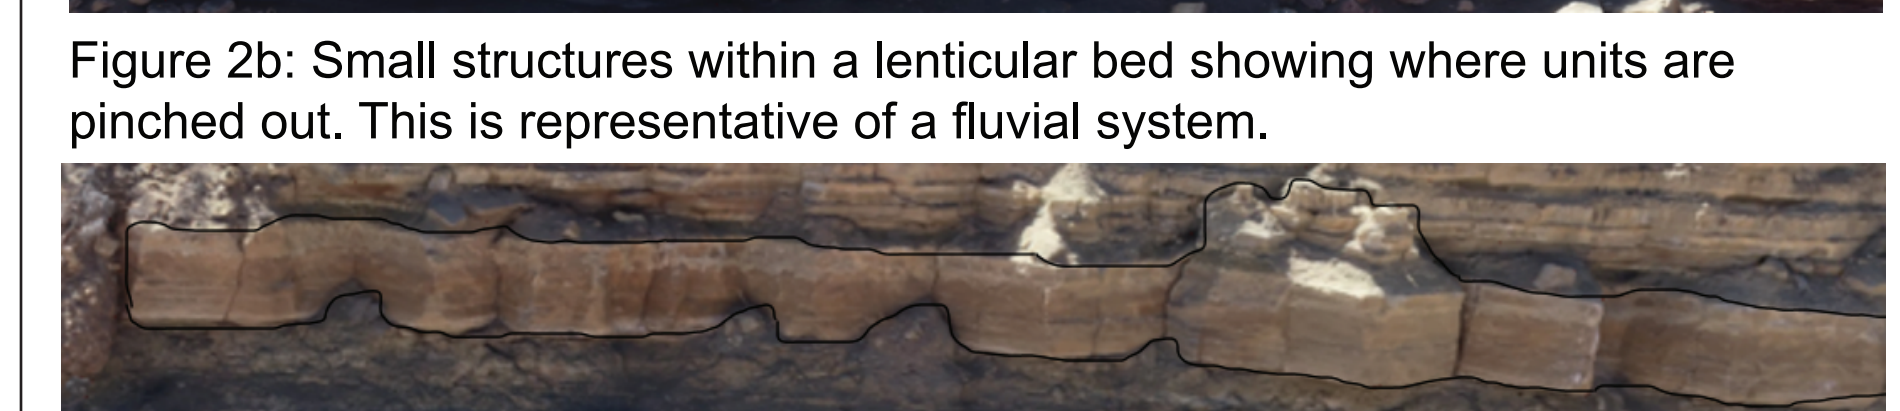 Figure 2b: Small structures within a lenticular bed showing where units are
pinched out. This is representative of a fluvial system.